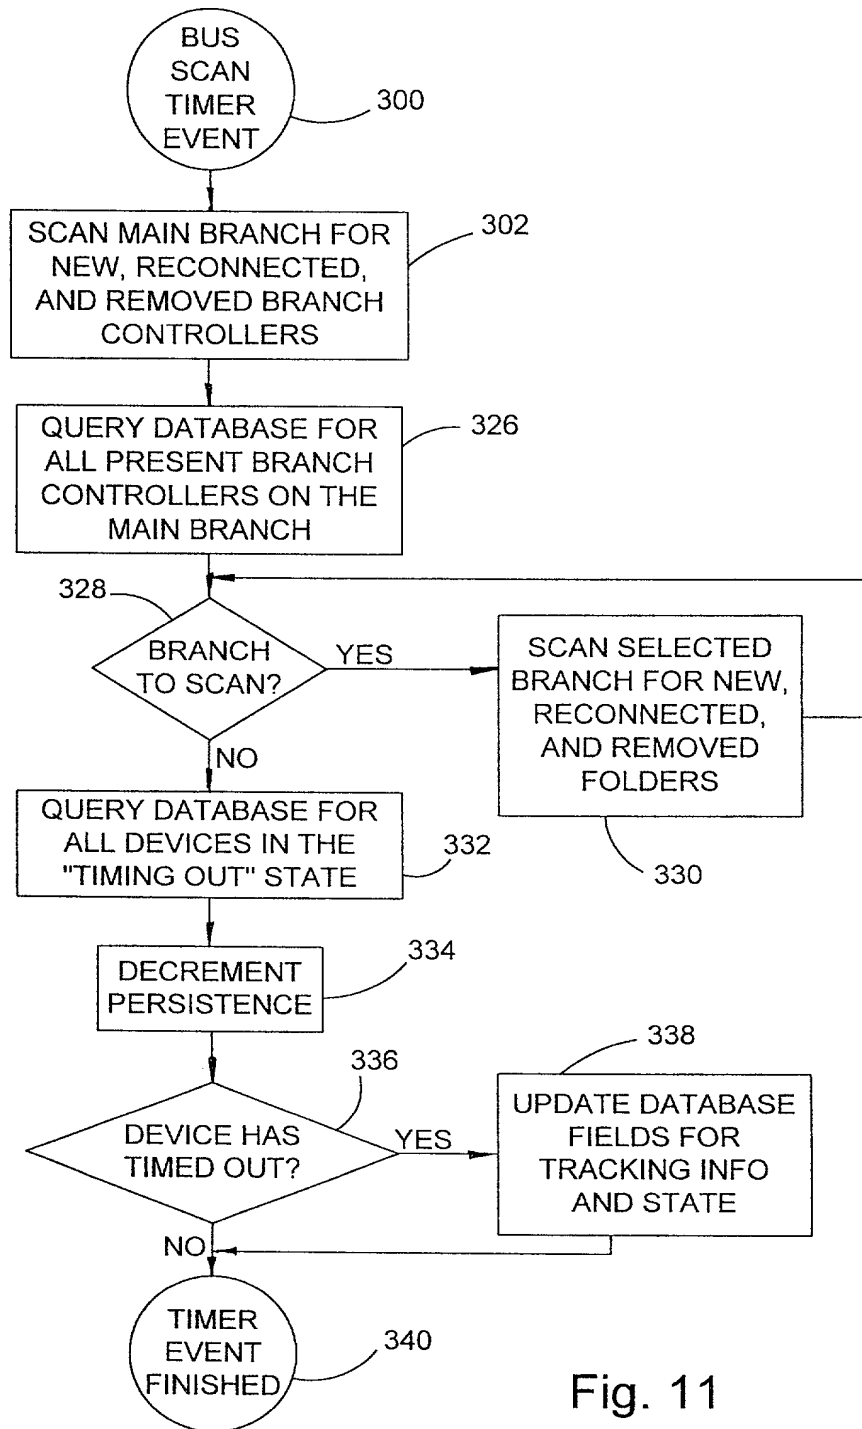 BUS
SCAN
TIMER
EVENT
300
SCAN MAIN BRANCH FOR
NEW, RECONNECTED,
AND REMOVED BRANCH
CONTROLLERS
302
QUERY DATABASE FOR
ALL PRESENT BRANCH
CONTROLLERS ON THE
MAIN BRANCH
326
328
BRANCH
TO SCAN?
YES
SCAN SELECTED
BRANCH FOR NEW,
RECONNECTED,
AND REMOVED
FOLDERS
330
NO
QUERY DATABASE FOR
ALL DEVICES IN THE
"TIMING OUT" STATE
332
DECREMENT
PERSISTENCE
334
336
DEVICE HAS
TIMED OUT?
YES
338
UPDATE DATABASE
FIELDS FOR
TRACKING INFO
AND STATE
NO
TIMER
EVENT
FINISHED
340
Fig. 11